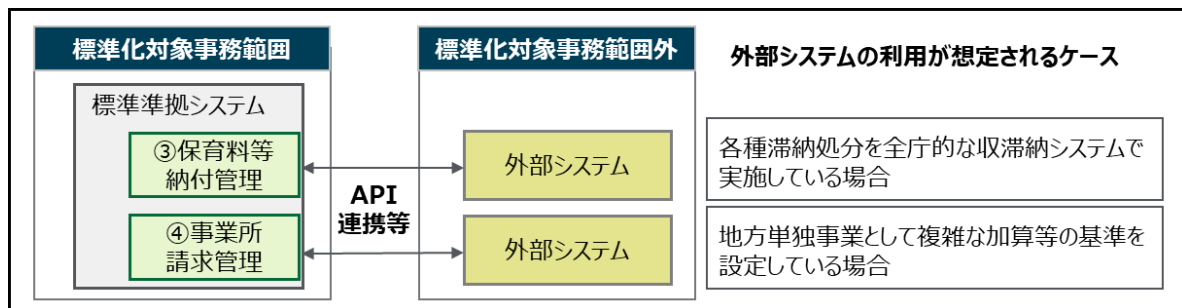 標準化対象事務範囲
標準化対象事務範囲外
外部システムの利用が想定されるケース
標準準拠システム
③保育料等
納付管理
外部システム
各種滞納処分を全庁的な収滞納システムで
実施している場合
API
連携等
④事業所
請求管理
外部システム
地方単独事業として複雑な加算等の基準を
設定している場合